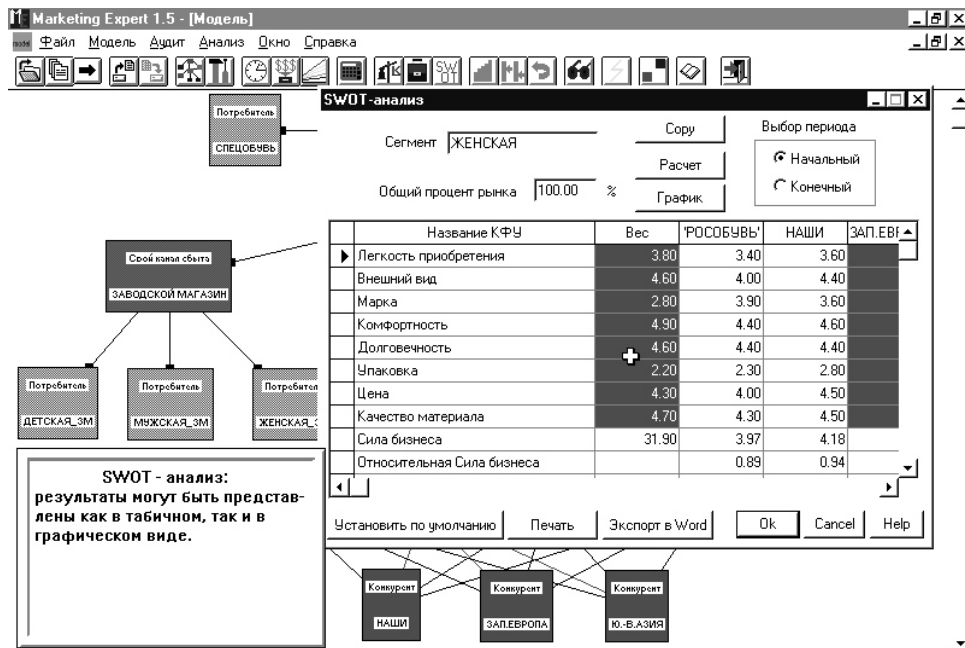 Marketing Expert 1.5 - [Модель]
Файл Модель Аудит Анализ Окно Справка
SWOT
Потребитель
СПЕЦОБУВЬ
Свой канал сбыта
ЗАВОДСКОЙ МАГАЗИН
Потребитель
ДЕТСКАЯ_ЗМ
Потребитель
МУЖСКАЯ_ЗМ
Потребител
ЖЕНСКАЯ_З
SWOT - анализ:
результаты могут быть представ-
лены как в табичном, так и в
графическом виде.
SWOT-анализ
Сегмент ЖЕНСКАЯ
Общий процент рынка 100.00 %
Copy
Расчет
График
Выбор периода
Начальный
Конечный
Название КФУ Вес 'РОСОБУВЬ' НАШИ ЗАП.ЕВР
Легкость приобретения 3.80 3.40 3.60
Внешний вид 4.60 4.00 4.40
Марка 2.80 3.90 3.60
Комфортность 4.90 4.40 4.60
Долговечность 4.60 4.40 4.40
Упаковка 2.20 2.30 2.80
Цена 4.30 4.00 4.50
Качество материала 4.70 4.30 4.50
Сила бизнеса 31.90 3.97 4.18
Относительная Сила бизнеса 0.89 0.94
Установить по умолчанию Печать Экспорт в Word Ok Cancel Help
Конкурент
НАШИ
Конкурент
ЗАП.ЕВРОПА
Конкурент
Ю.-В.АЗИЯ